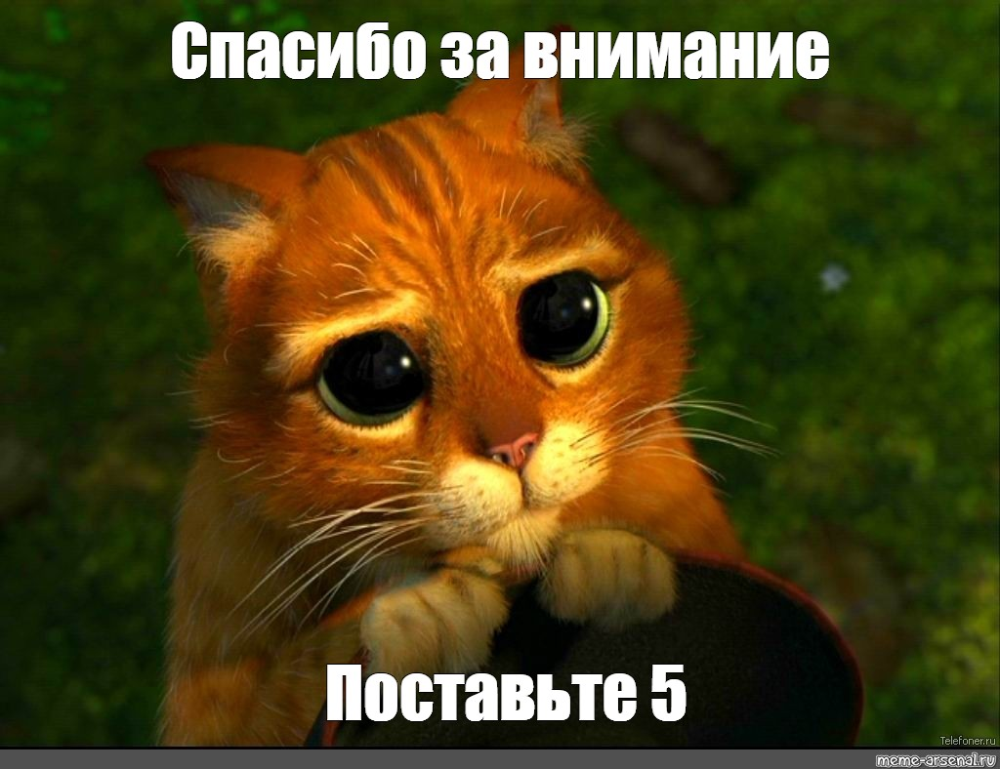 Спасибо за внимание
Поставьте 5
Telefoner.ru
meme-arsenal.ru